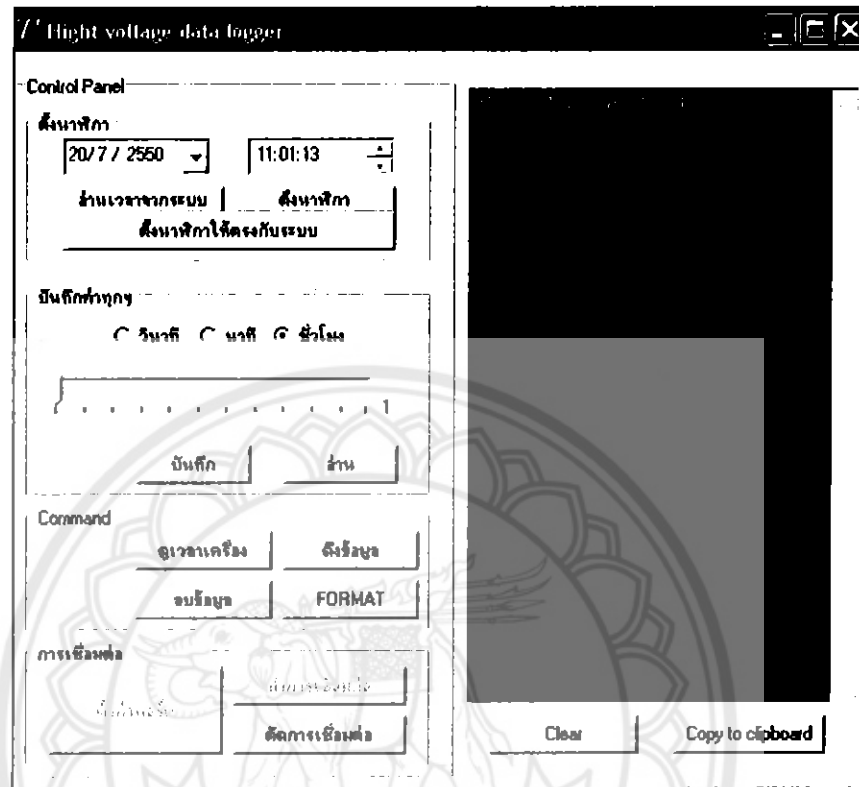 Hight voltage data logger
Control Panel
ตั้งนาฬิกา
20/ 7 / 2550
11:01:13
อ่านเวลาจากระบบ
ตั้งนาฬิกา
ตั้งนาฬิกาให้ตรงกับระบบ
บันทึกค่าทุกๆ
วินาที นาที ชั่วโมง
1
บันทึก
อ่าน
Command
ดูเวลาเครื่อง
ดึงข้อมูล
ลบข้อมูล
FORMAT
การเชื่อมต่อ
ตัดการเชื่อมต่อ
Clear
Copy to clipboard